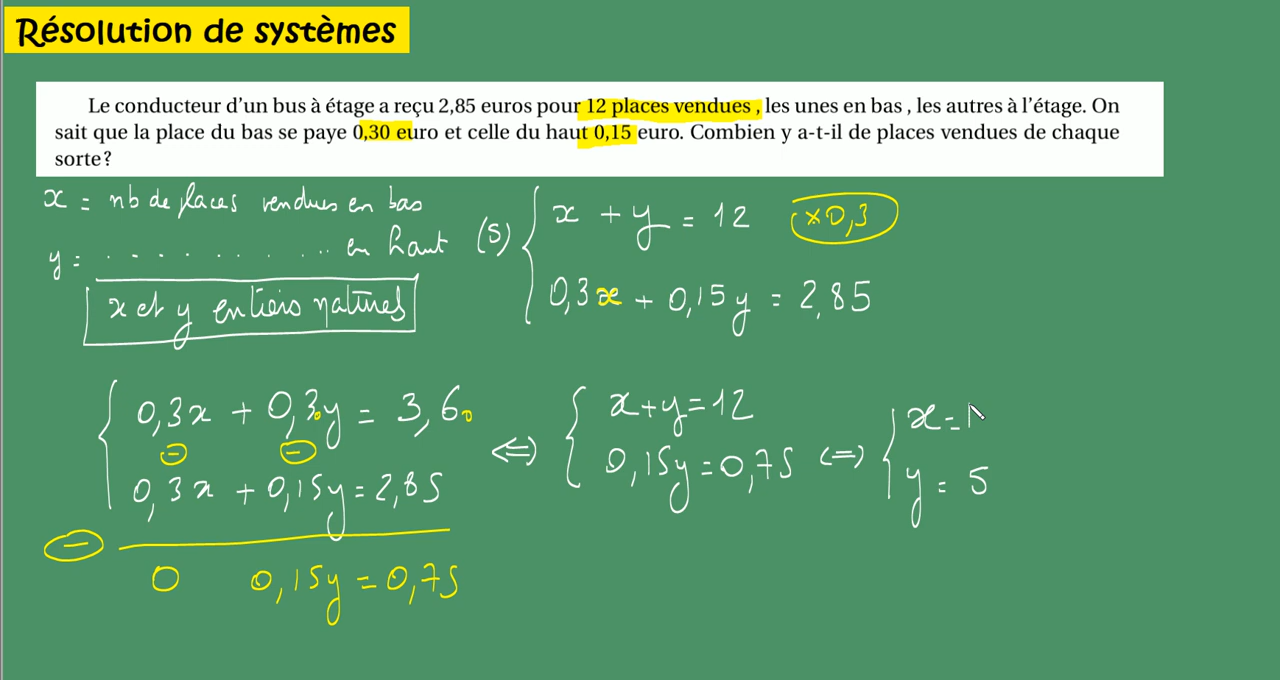 Résolution de systèmes
Le conducteur d'un bus à étage a reçu 2,85 euros pour 12 places vendues , les unes en bas , les autres à l'étage. On
sait que la place du bas se paye 0,30 euro et celle du haut 0,15 euro. Combien y a-t-il de places vendues de chaque
sorte ?
x = nb de places vendues en bas
y = . . . . . . . . . . .. en haut
x et y entiers naturels
(S) { x + y = 12 ×0,3
0,3x + 0,15y = 2,85
{ 0,3x + 0,30y = 3,60
- -
0,3x + 0,15y = 2,85
-
0 0,15y = 0,75
⇔ { x+y=12
0,15y=0,75
⇔ { x=
y = 5